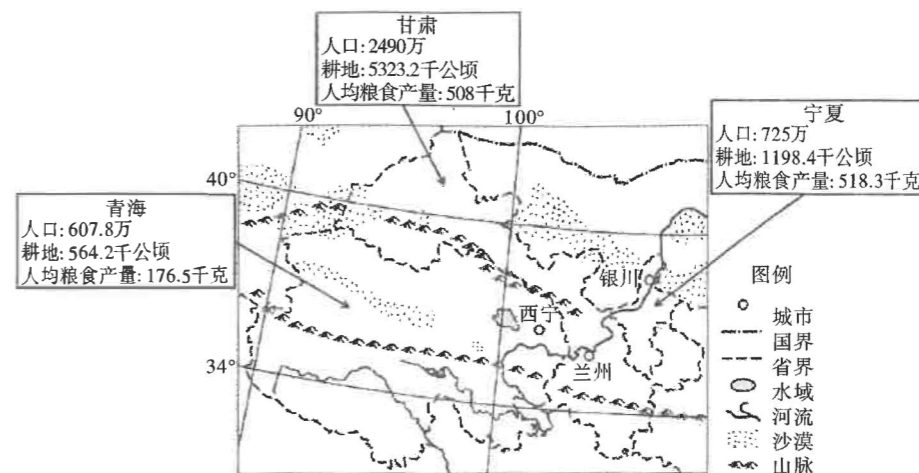 甘肃
人口:2490万
耕地:5323.2千公顷
人均粮食产量:508千克
90°
100°
宁夏
人口:725万
耕地:1198.4千公顷
人均粮食产量:518.3千克
40°
青海
人口:607.8万
耕地:564.2千公顷
人均粮食产量:176.5千克
银川
西宁
兰州
34°
图例
城市
国界
省界
水域
河流
沙漠
山脉